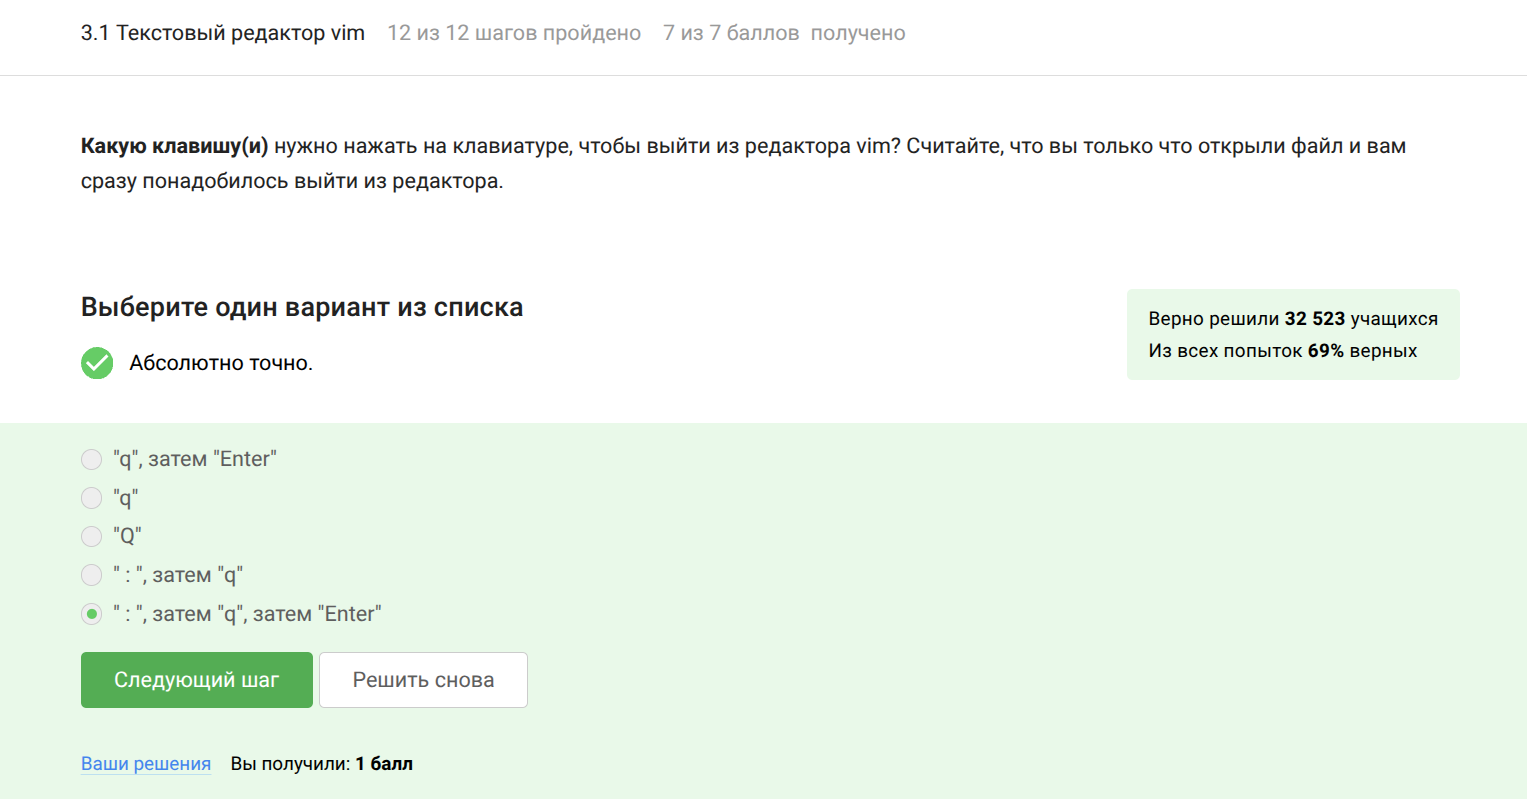 3.1 Текстовый редактор vim 12 из 12 шагов пройдено 7 из 7 баллов получено
Какую клавишу(и) нужно нажать на клавиатуре, чтобы выйти из редактора vim? Считайте, что вы только что открыли файл и вам
сразу понадобилось выйти из редактора.
Выберите один вариант из списка
Абсолютно точно.
Верно решили 32 523 учащихся
Из всех попыток 69% верных
"q", затем "Enter"
"q"
"Q"
" : ", затем "q"
" : ", затем "q", затем "Enter"
Следующий шаг Решить снова
Ваши решения Вы получили: 1 балл